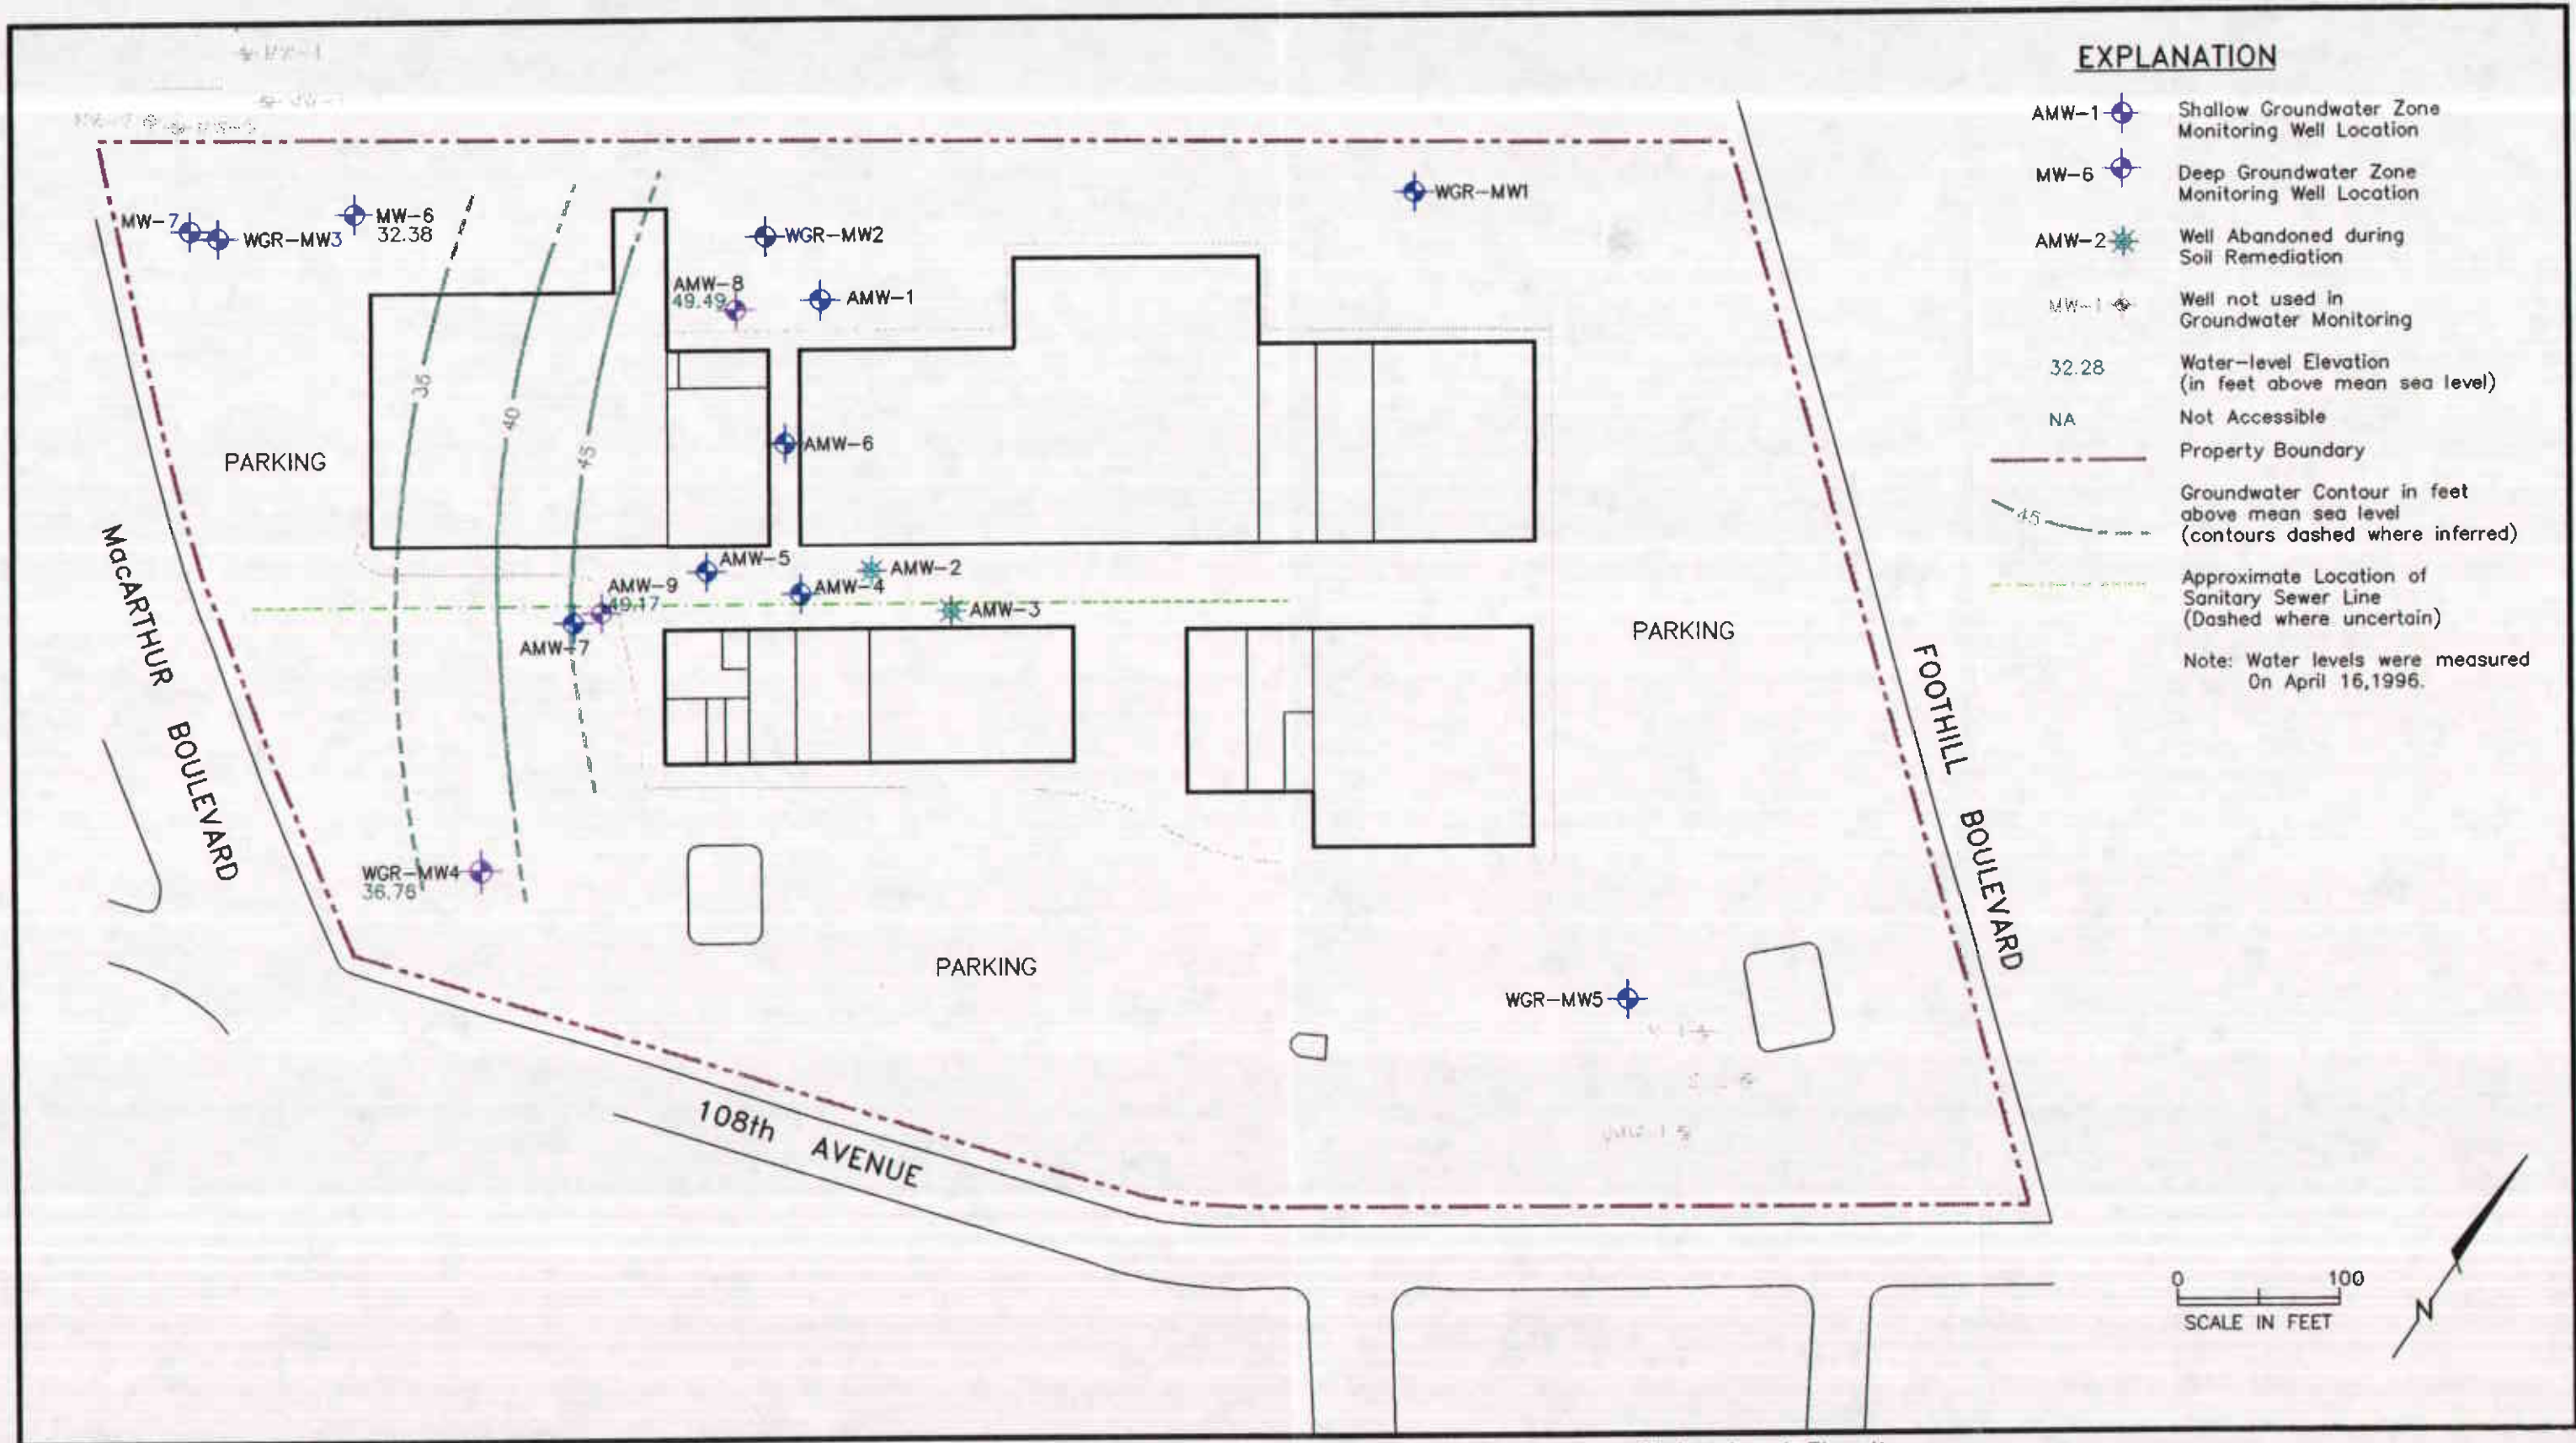 EXPLANATION
AMW-1
Shallow Groundwater Zone
Monitoring Well Location
MW-6
Deep Groundwater Zone
Monitoring Well Location
AMW-2
Well Abandoned during
Soil Remediation
MW-1
Well not used in
Groundwater Monitoring
32.28
Water-level Elevation
(in feet above mean sea level)
NA
Not Accessible
Property Boundary
45
Groundwater Contour in feet
above mean sea level
(contours dashed where inferred)
Approximate Location of
Sanitary Sewer Line
(Dashed where uncertain)
Note: Water levels were measured
On April 16,1996.
MW-7
WGR-MW3
MW-6
32.38
WGR-MW2
WGR-MW1
AMW-8
49.49
AMW-1
35
40
45
AMW-6
PARKING
AMW-5
AMW-2
AMW-4
AMW-9
49.17
AMW-3
AMW-7
PARKING
MacARTHUR BOULEVARD
FOOTHILL BOULEVARD
WGR-MW4
36.76
PARKING
WGR-MW5
108th AVENUE
0 100
SCALE IN FEET
N